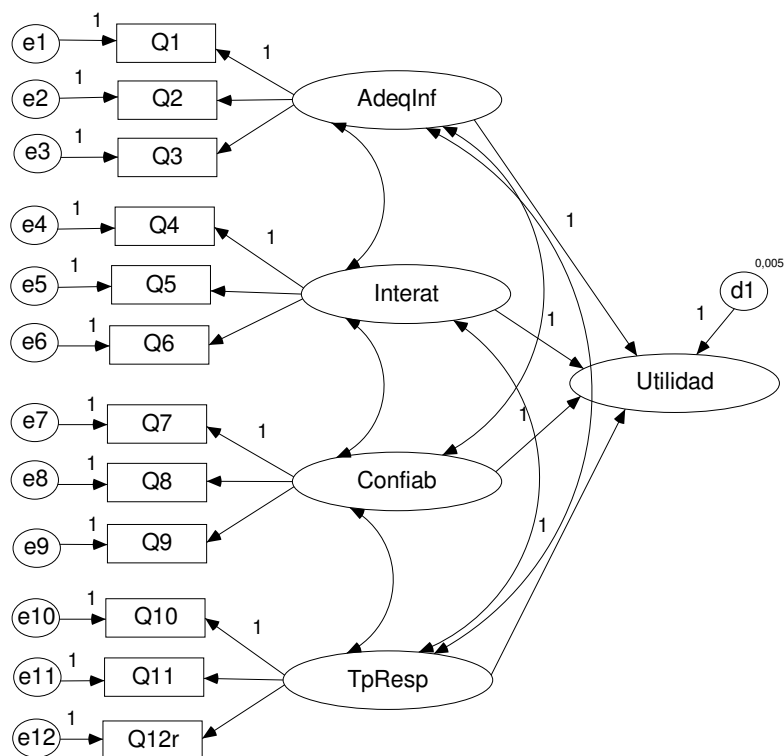 1
e1
Q1
1
1
e2
Q2
AdeqInf
1
e3
Q3
1
e4
Q4
1
1
1
e5
Q5
Interat
0,005
d1
1
e6
Q6
1
1
Utilidad
1
e7
Q7
1
1
1
e8
Q8
Confiab
1
e9
Q9
1
1
e10
Q10
1
1
e11
Q11
TpResp
1
e12
Q12r